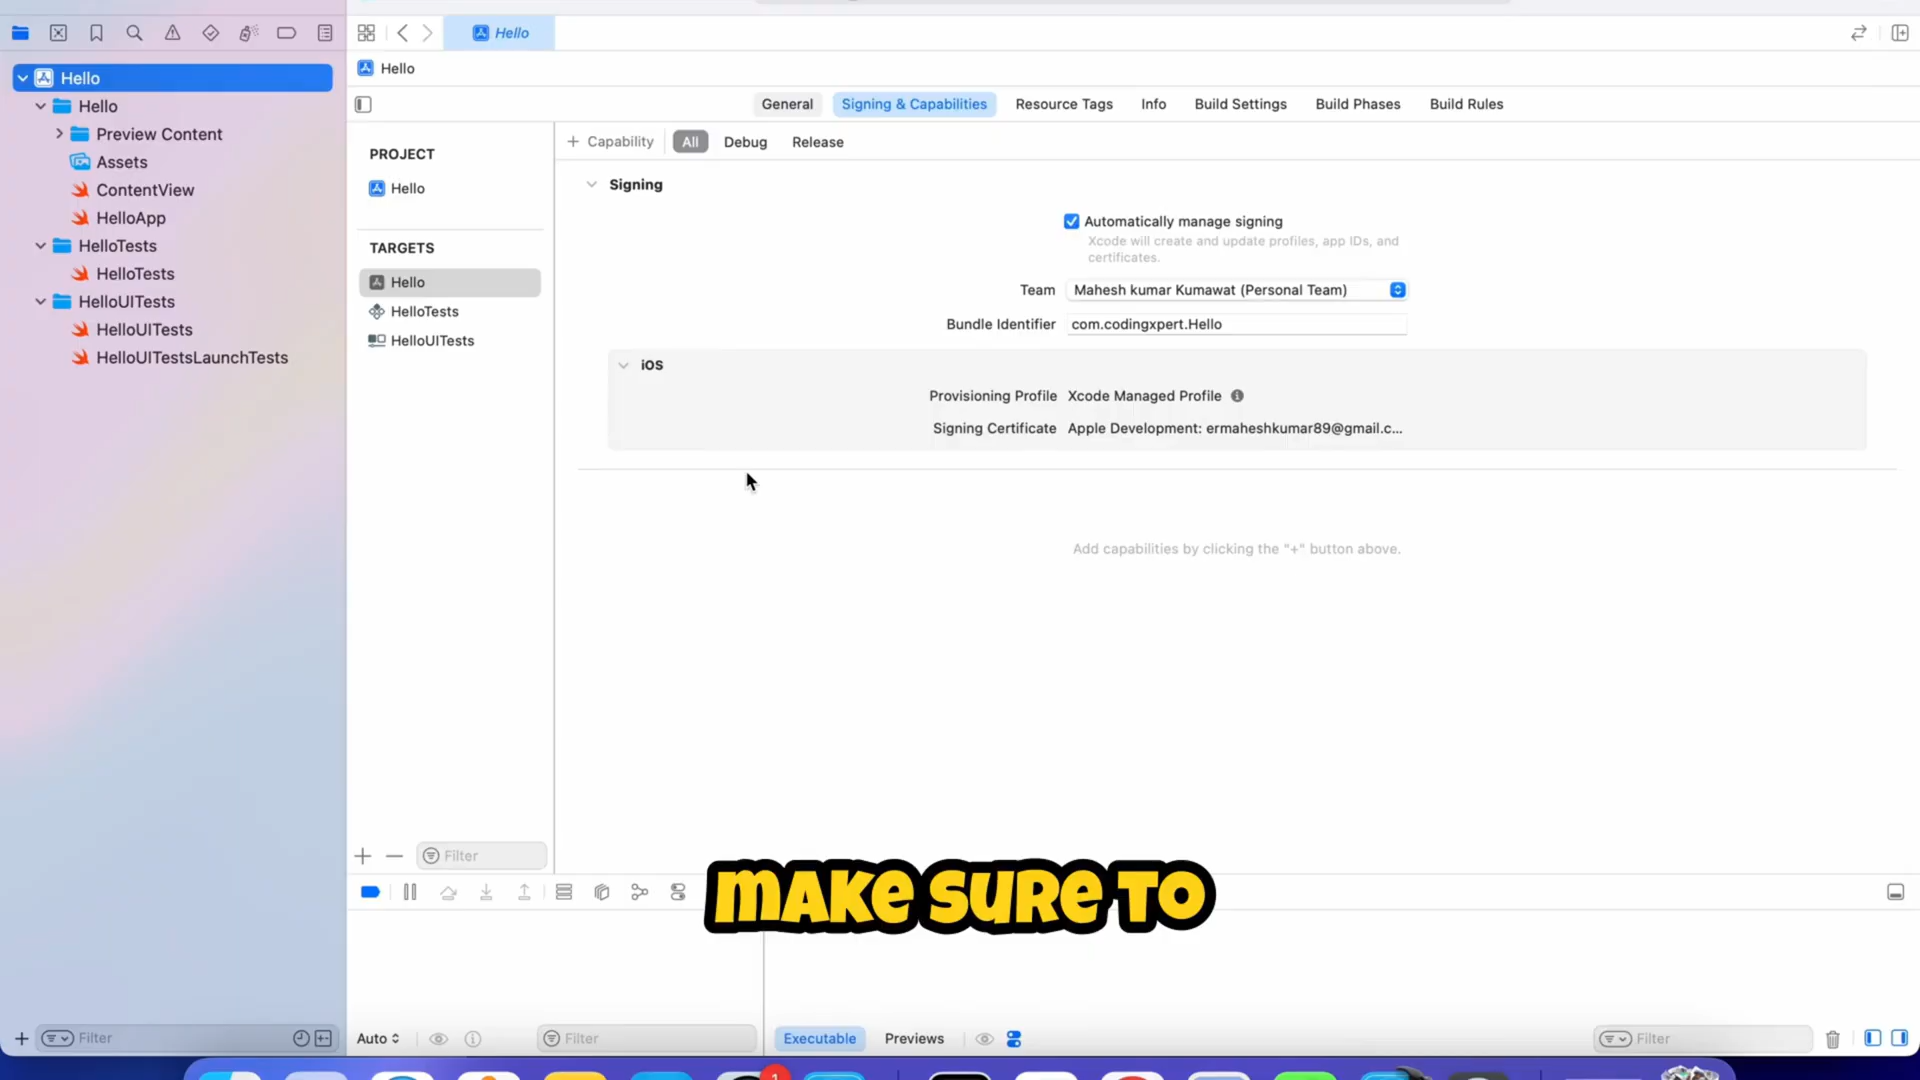 Hello
Hello
Hello
General
Signing & Capabilities
Resource Tags
Info
Build Settings
Build Phases
Build Rules
Hello
Preview Content
Assets
ContentView
HelloApp
HelloTests
HelloTests
HelloUITests
HelloUITests
HelloUITestsLaunchTests
PROJECT
Hello
TARGETS
Hello
HelloTests
HelloUITests
Filter
+ Capability
All
Debug
Release
Signing
Automatically manage signing
Xcode will create and update profiles, app IDs, and
certificates.
Team
Mahesh kumar Kumawat (Personal Team)
Bundle Identifier
com.codingxpert.Hello
iOS
Provisioning Profile
Xcode Managed Profile
Signing Certificate
Apple Development: ermaheshkumar89@gmail.c...
Add capabilities by clicking the "+" button above.
MAKE SURE TO
Filter
Auto
Filter
Executable
Previews
Filter
1